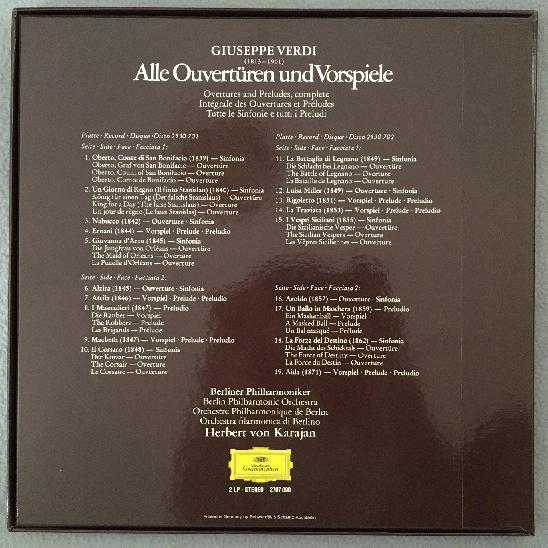 GIUSEPPE VERDI
(1813–1901)
Alle Ouvertüren und Vorspiele
Overtures and Preludes, complete
Intégrale des Ouvertures et Préludes
Tutte le Sinfonie e tutti i Preludi
Platte · Record · Disque · Disco 2530 701
Seite · Side · Face · Facciata 1:
1. Oberto, Conte di San Bonifacio (1839) — Sinfonia
Oberto, Graf von San Bonifacio — Ouvertüre
Oberto, Count of San Bonifacio — Overture
Oberto, Comte de Bonifacio — Ouverture
2. Un Giorno di Regno (Il finto Stanislao) (1840) — Sinfonia
König für einen Tag (Der falsche Stanislaus) — Ouvertüre
King for a Day (The false Stanislaus) — Overture
Un jour de règne (Le faux Stanislas) — Ouverture
3. Nabucco (1842) — Ouverture · Sinfonia
4. Ernani (1844) — Vorspiel · Prelude · Preludio
5. Giovanna d'Arco (1845) — Sinfonia
Die Jungfrau von Orléans — Ouvertüre
The Maid of Orleans — Overture
La Pucelle d'Orléans — Ouverture
Seite · Side · Face · Facciata 2:
6. Alzira (1845) — Ouverture · Sinfonia
7. Attila (1846) — Vorspiel · Prelude · Preludio
8. I Masnadieri (1847) — Preludio
Die Räuber — Vorspiel
The Robbers — Prelude
Les Brigands — Prélude
9. Macbeth (1847) — Vorspiel · Prelude · Preludio
10. Il Corsaro (1848) — Sinfonia
Der Korsar — Ouvertüre
The Corsair — Overture
Le Corsaire — Ouverture
Platte · Record · Disque · Disco 2530 702
Seite · Side · Face · Facciata 1:
11. La Battaglia di Legnano (1849) — Sinfonia
Die Schlacht bei Legnano — Ouvertüre
The Battle of Legnano — Overture
La Bataille de Legnano — Ouverture
12. Luisa Miller (1849) — Ouverture · Sinfonia
13. Rigoletto (1851) — Vorspiel · Prelude · Preludio
14. La Traviata (1853) — Vorspiel · Prelude · Preludio
15. I Vespri Siciliani (1855) — Sinfonia
Die Sizilianische Vesper — Ouvertüre
The Sicilian Vespers — Overture
Les Vêpres Siciliennes — Ouverture
Seite · Side · Face · Facciata 2:
16. Aroldo (1857) — Ouverture · Sinfonia
17. Un Ballo in Maschera (1859) — Preludio
Ein Maskenball — Vorspiel
A Masked Ball — Prelude
Un Bal masqué — Prélude
18. La Forza del Destino (1862) — Sinfonia
Die Macht des Schicksals — Ouvertüre
The Force of Destiny — Overture
La Force du Destin — Ouverture
19. Aida (1871) — Vorspiel · Prelude · Preludio
Berliner Philharmoniker
Berlin Philharmonic Orchestra
Orchestre Philharmonique de Berlin
Orchestra filarmonica di Berlino
Herbert von Karajan
Deutsche
Grammophon
2 LP · STEREO 2707 090
Printed in Germany by